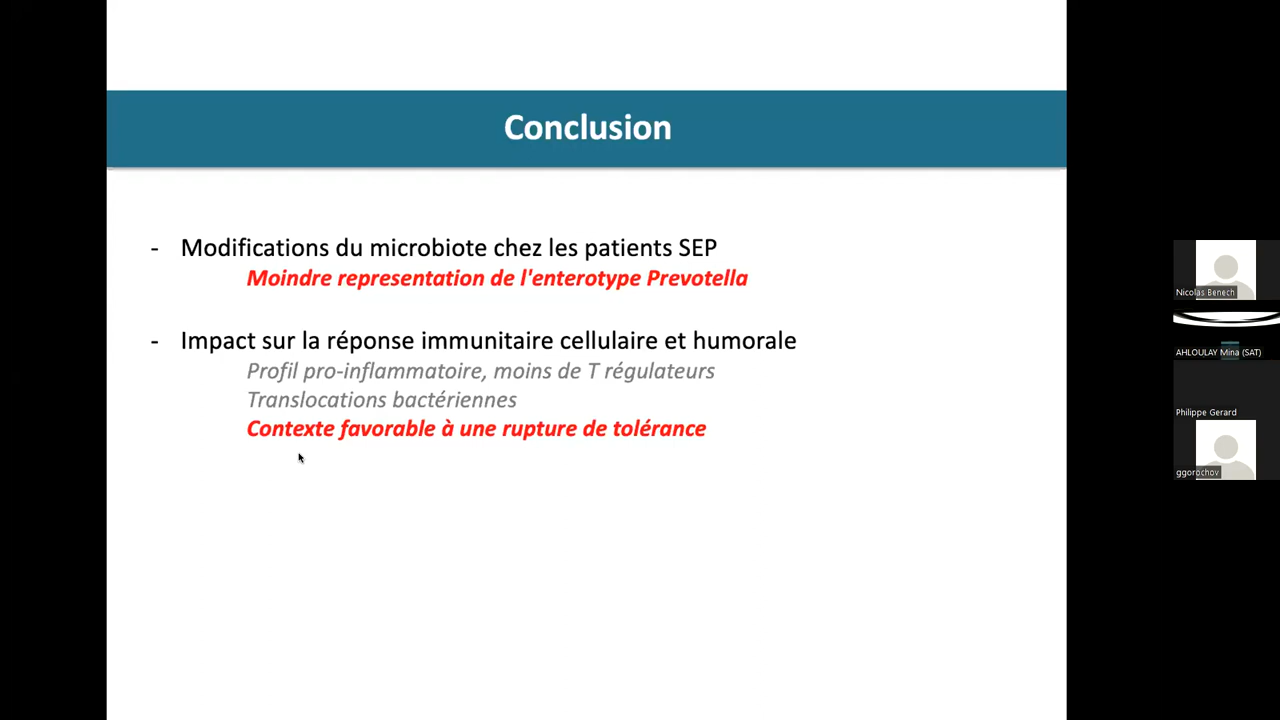 Conclusion
- Modifications du microbiote chez les patients SEP
Moindre representation de l'enterotype Prevotella
- Impact sur la réponse immunitaire cellulaire et humorale
Profil pro-inflammatoire, moins de T régulateurs
Translocations bactériennes
Contexte favorable à une rupture de tolérance
Nicolas Benech
AHLOULAY Mina (SAT)
Philippe Gerard
ggorochov